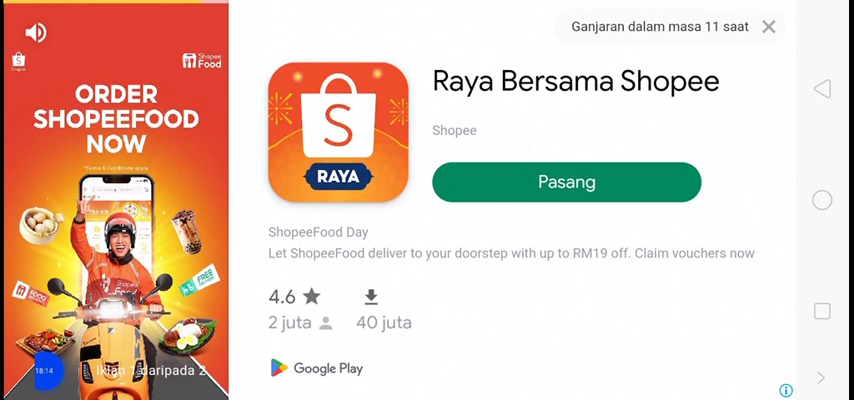 Ganjaran dalam masa 11 saat
Shopee
Food
ORDER
SHOPEEFOOD
NOW
*Terms & Conditions apply
FREE
18:14
Iklan 1 daripada 2
Raya Bersama Shopee
Shopee
RAYA
Pasang
ShopeeFood Day
Let ShopeeFood deliver to your doorstep with up to RM19 off. Claim vouchers now
4.6
2 juta
40 juta
Google Play